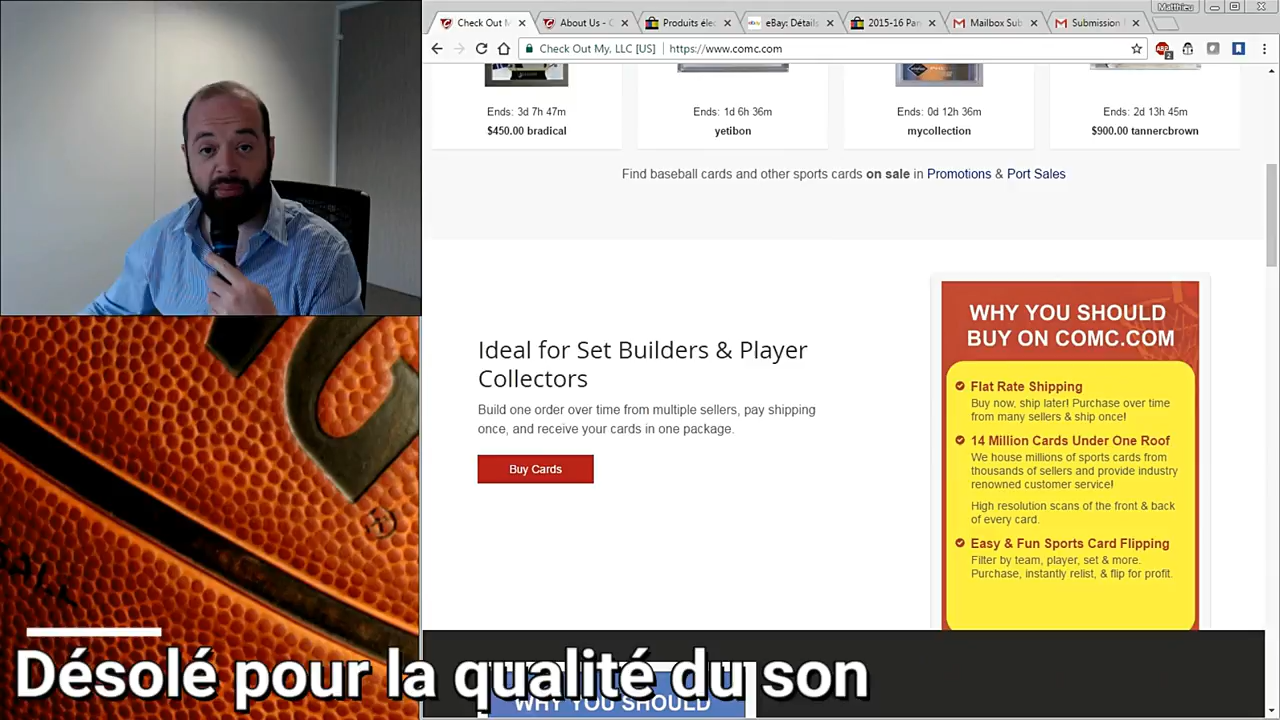 Matthieu
Check Out M
About Us - C
Produits élec
eBay: Détails
2015-16 Pan
Mailbox Sub
Submission
Check Out My, LLC [US]
https://www.comc.com
Ends: 3d 7h 47m
$450.00 bradical
Ends: 1d 6h 36m
yetibon
Ends: 0d 12h 36m
mycollection
Ends: 2d 13h 45m
$900.00 tannercbrown
Find baseball cards and other sports cards on sale in Promotions & Port Sales
Ideal for Set Builders & Player
Collectors
Build one order over time from multiple sellers, pay shipping
once, and receive your cards in one package.
Buy Cards
WHY YOU SHOULD
BUY ON COMC.COM
Flat Rate Shipping
Buy now, ship later! Purchase over time
from many sellers & ship once!
14 Million Cards Under One Roof
We house millions of sports cards from
thousands of sellers and provide industry
renowned customer service!
High resolution scans of the front & back
of every card.
Easy & Fun Sports Card Flipping
Filter by team, player, set & more.
Purchase, instantly relist, & flip for profit.
Désolé pour la qualité du son
WHY YOU SHOULD